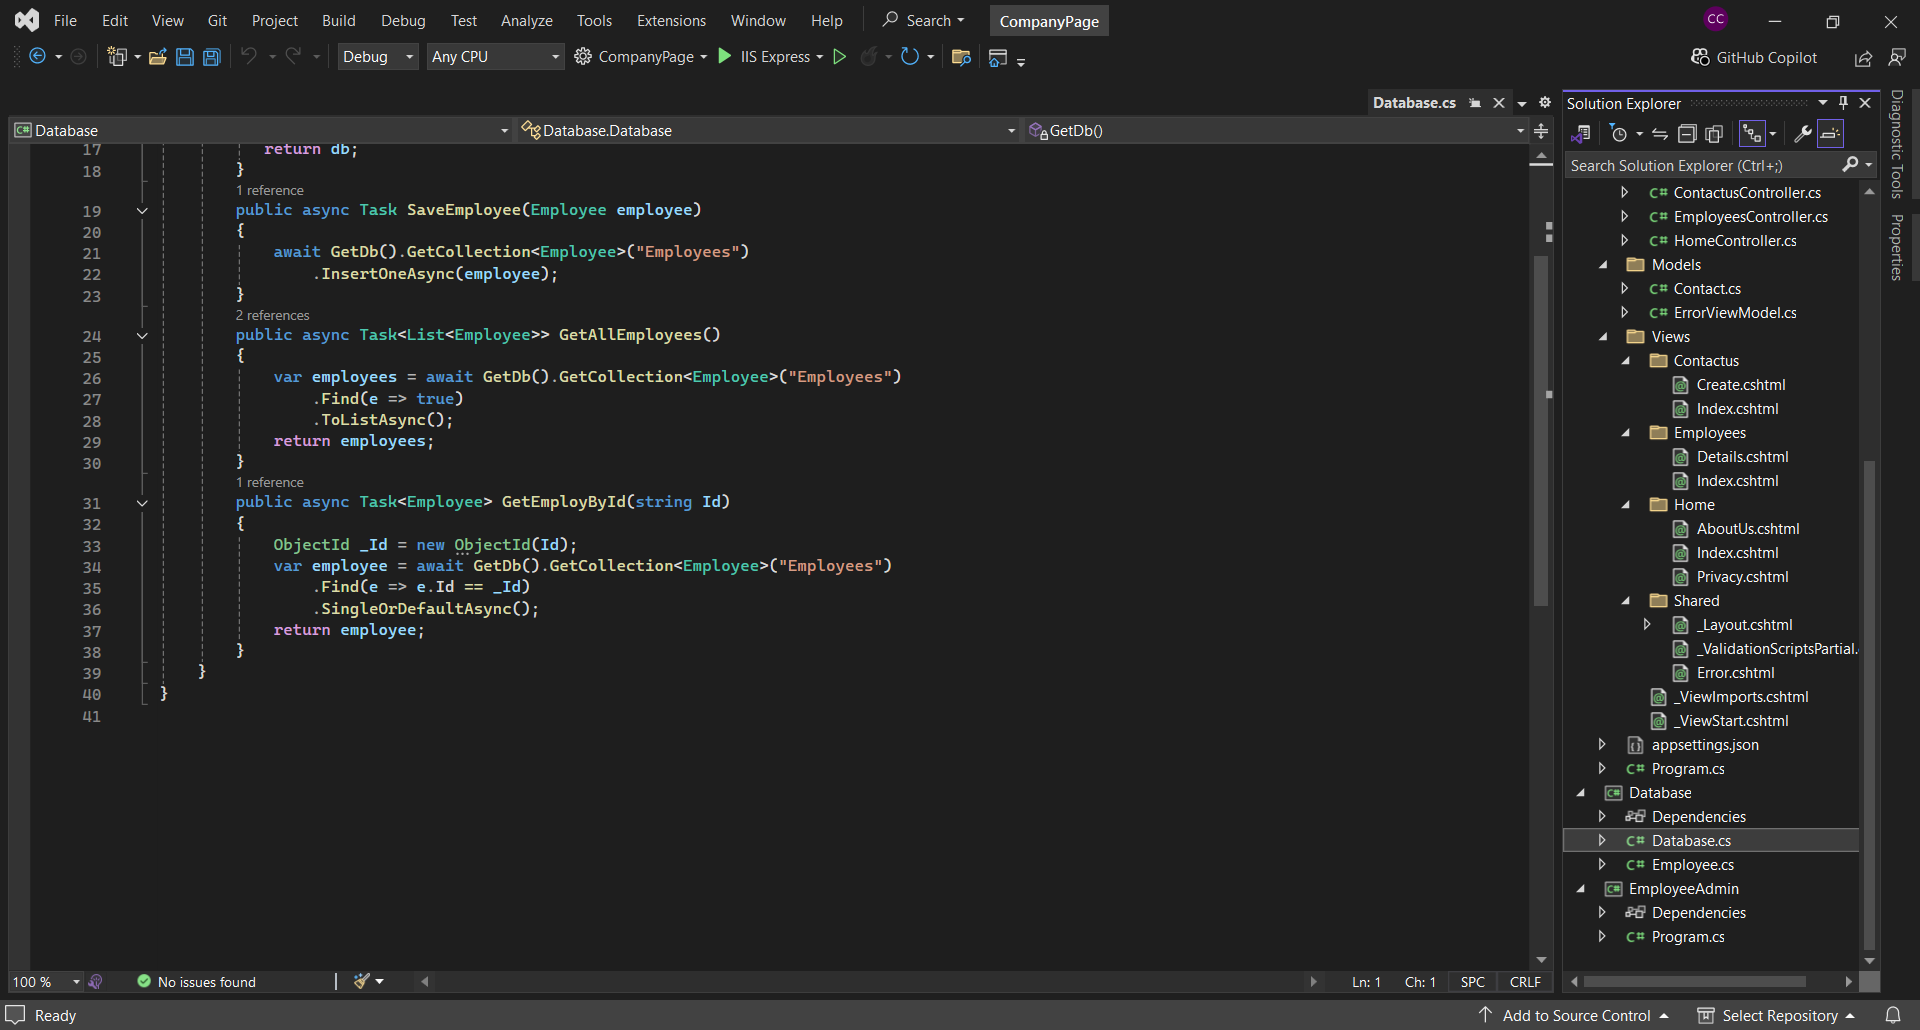 File Edit View Git Project Build Debug Test Analyze Tools Extensions Window Help Search CompanyPage CC
Debug Any CPU CompanyPage IIS Express GitHub Copilot
Database.cs
Database Database.Database GetDb()
17 return db;
18 }
1 reference
19 public async Task SaveEmployee(Employee employee)
20 {
21 await GetDb().GetCollection<Employee>("Employees")
22 .InsertOneAsync(employee);
23 }
2 references
24 public async Task<List<Employee>> GetAllEmployees()
25 {
26 var employees = await GetDb().GetCollection<Employee>("Employees")
27 .Find(e => true)
28 .ToListAsync();
29 return employees;
30 }
1 reference
31 public async Task<Employee> GetEmployById(string Id)
32 {
33 ObjectId _Id = new ObjectId(Id);
34 var employee = await GetDb().GetCollection<Employee>("Employees")
35 .Find(e => e.Id == _Id)
36 .SingleOrDefaultAsync();
37 return employee;
38 }
39 }
40 }
41
100 % No issues found Ln: 1 Ch: 1 SPC CRLF
Solution Explorer
Search Solution Explorer (Ctrl+;)
C# ContactusController.cs
C# EmployeesController.cs
C# HomeController.cs
Models
C# Contact.cs
C# ErrorViewModel.cs
Views
Contactus
Create.cshtml
Index.cshtml
Employees
Details.cshtml
Index.cshtml
Home
AboutUs.cshtml
Index.cshtml
Privacy.cshtml
Shared
_Layout.cshtml
_ValidationScriptsPartial.
Error.cshtml
_ViewImports.cshtml
_ViewStart.cshtml
appsettings.json
C# Program.cs
C# Database
Dependencies
C# Database.cs
C# Employee.cs
C# EmployeeAdmin
Dependencies
C# Program.cs
Diagnostic Tools
Properties
Ready Add to Source Control Select Repository